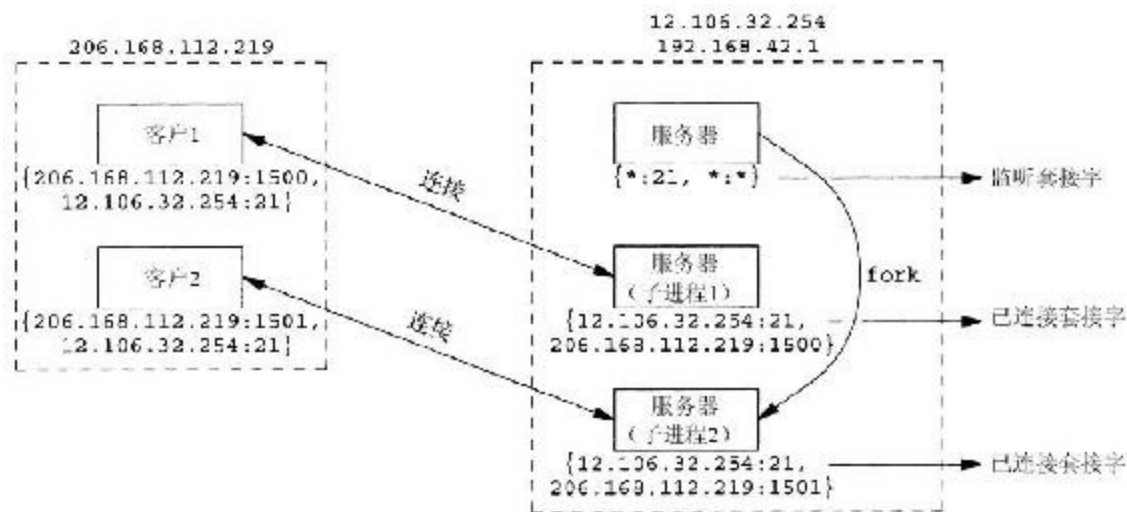 206.168.112.219
客户1
{206.168.112.219:1500,
12.106.32.254:21}
客户2
{206.168.112.219:1501,
12.106.32.254:21}
连接
连接
12.106.32.254
192.168.42.1
服务器
{*:21, *:*}
监听套接字
fork
服务器
(子进程1)
{12.106.32.254:21,
206.168.112.219:1500}
已连接套接字
服务器
(子进程2)
{12.106.32.254:21,
206.168.112.219:1501}
已连接套接字